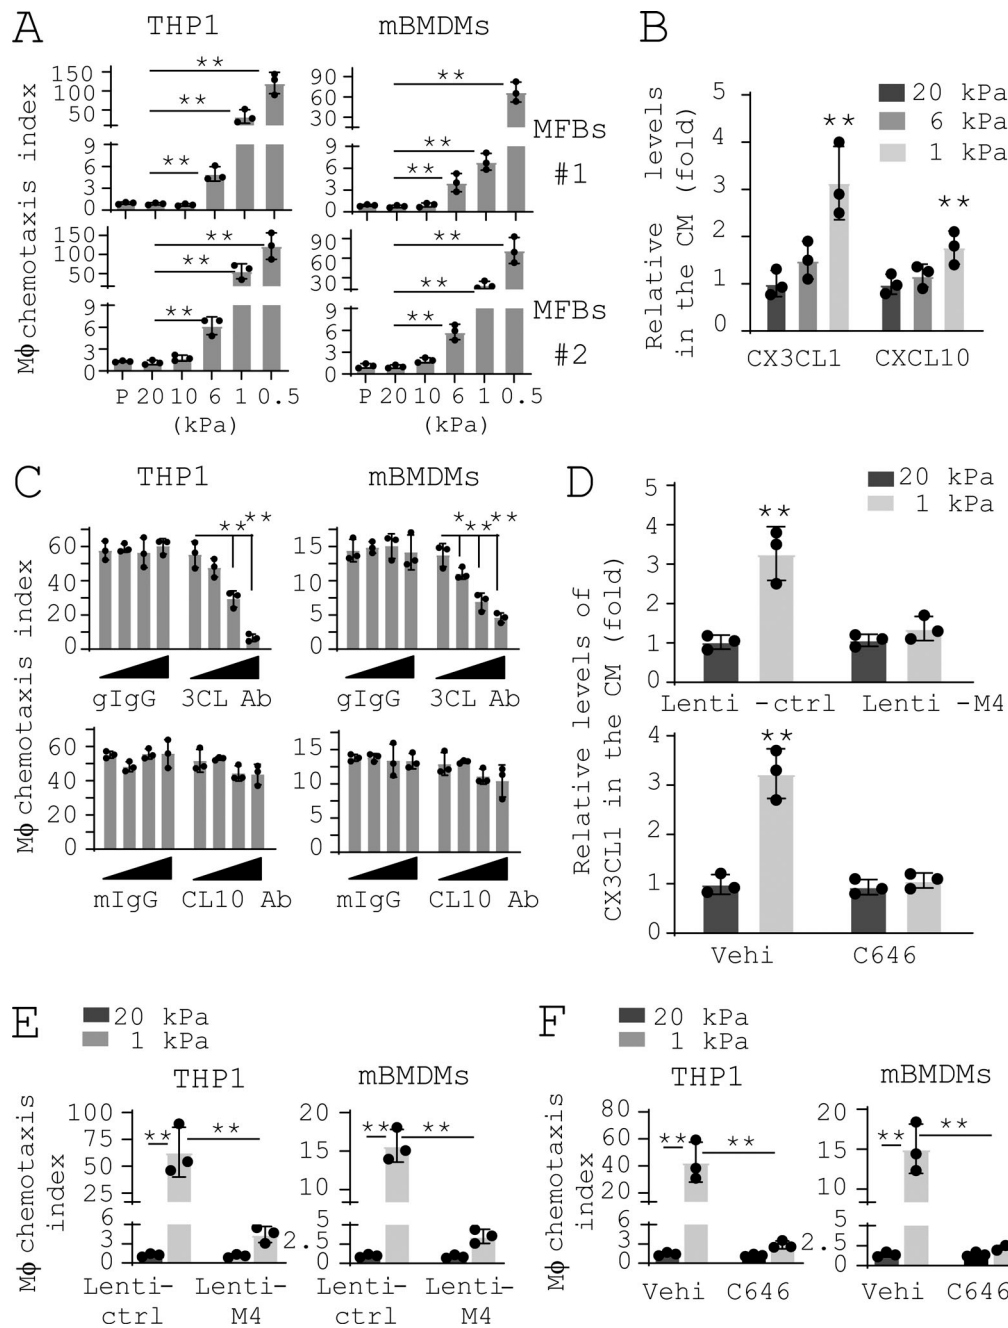 A
THP1
mBMDMs
Mϕ chemotaxis index
150
100
50
9
6
3
0
**
**
**
90
60
30
9
6
3
0
**
**
**
MFBs
#1
150
100
50
9
6
3
0
**
**
**
90
60
30
9
6
3
0
**
**
**
MFBs
#2
P 20 10 6 1 0.5
(kPa)
P 20 10 6 1 0.5
(kPa)
B
Relative levels
in the CM (fold)
20 kPa
6 kPa
1 kPa
5
4
3
2
1
0
**
**
CX3CL1
CXCL10
C
THP1
mBMDMs
Mϕ chemotaxis index
60
40
20
0
**
**
gIgG
3CL Ab
15
10
5
0
*
**
**
gIgG
3CL Ab
60
40
20
0
mIgG
CL10 Ab
15
10
5
0
mIgG
CL10 Ab
D
20 kPa
1 kPa
Relative levels of
CX3CL1 in the CM (fold)
5
4
3
2
1
0
**
Lenti -ctrl
Lenti -M4
5
4
3
2
1
0
**
Vehi
C646
E
20 kPa
1 kPa
THP1
mBMDMs
Mϕ chemotaxis
index
100
75
50
25
6
3
0
**
**
Lenti-
ctrl
Lenti-
M4
20
15
10
5
2.5
0
**
**
Lenti-
ctrl
Lenti-
M4
F
20 kPa
1 kPa
THP1
mBMDMs
Mϕ chemotaxis
index
80
60
40
20
6
3
0
**
**
Vehi
C646
20
15
10
5
2.5
0
**
**
Vehi
C646